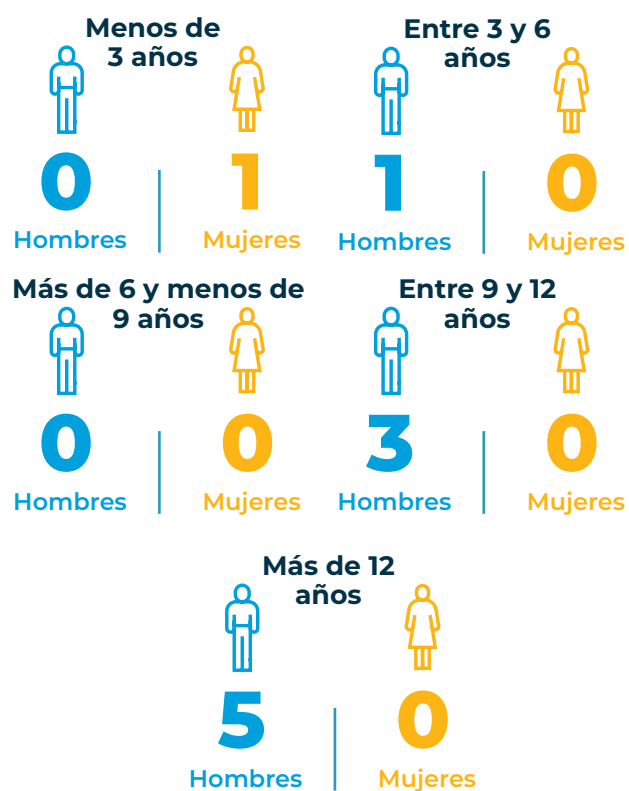 Menos de
3 años
0
1
Hombres
Mujeres
Entre 3 y 6
años
1
0
Hombres
Mujeres
Más de 6 y menos de
9 años
0
0
Hombres
Mujeres
Entre 9 y 12
años
3
0
Hombres
Mujeres
Más de 12
años
5
0
Hombres
Mujeres